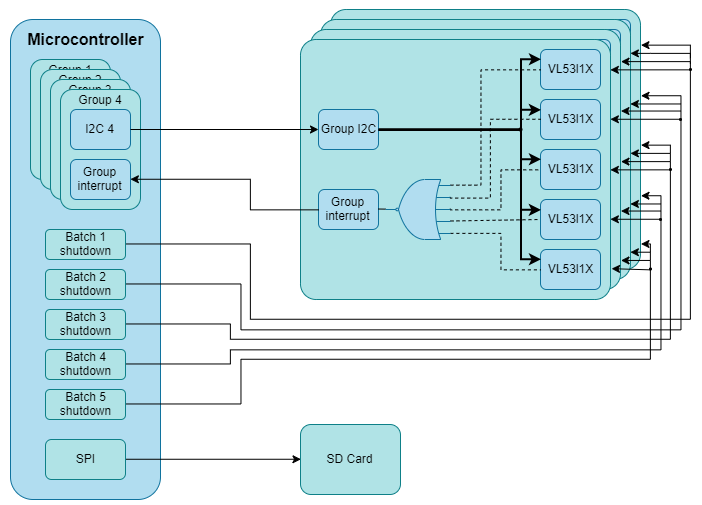 Microcontroller
Group 1
Group 2
Group 3
Group 4
I2C 4
Group
interrupt
Batch 1
shutdown
Batch 2
shutdown
Batch 3
shutdown
Batch 4
shutdown
Batch 5
shutdown
SPI
Group I2C
Group
interrupt
VL53l1X
VL53l1X
VL53l1X
VL53l1X
VL53l1X
SD Card